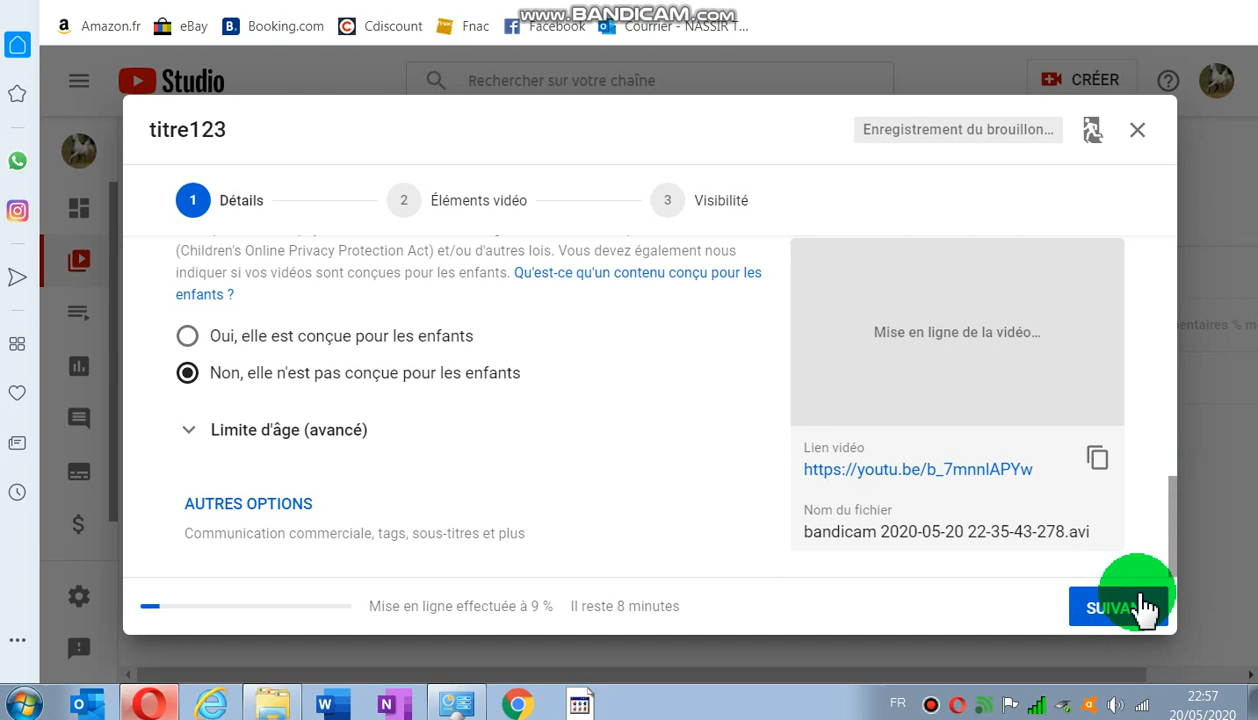 www.BANDICAM.com
Amazon.fr eBay Booking.com Cdiscount Fnac Facebook Courrier - NASSIR T...
Studio Rechercher sur votre chaîne CRÉER
titre123 Enregistrement du brouillon...
1 Détails 2 Éléments vidéo 3 Visibilité
(Children's Online Privacy Protection Act) et/ou d'autres lois. Vous devez également nous
indiquer si vos vidéos sont conçues pour les enfants. Qu'est-ce qu'un contenu conçu pour les
enfants ?
Oui, elle est conçue pour les enfants
Non, elle n'est pas conçue pour les enfants
Limite d'âge (avancé)
AUTRES OPTIONS
Communication commerciale, tags, sous-titres et plus
Mise en ligne de la vidéo...
Lien vidéo
https://youtu.be/b_7mnnlAPYw
Nom du fichier
bandicam 2020-05-20 22-35-43-278.avi
entaires % m
Mise en ligne effectuée à 9 % Il reste 8 minutes
SUIVAN
FR 22:57
20/05/2020